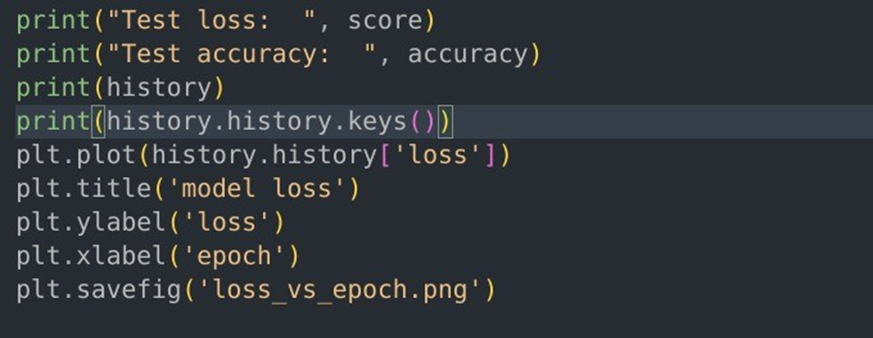 print("Test loss:  ", score)
print("Test accuracy:  ", accuracy)
print(history)
print(history.history.keys())
plt.plot(history.history['loss'])
plt.title('model loss')
plt.ylabel('loss')
plt.xlabel('epoch')
plt.savefig('loss_vs_epoch.png')